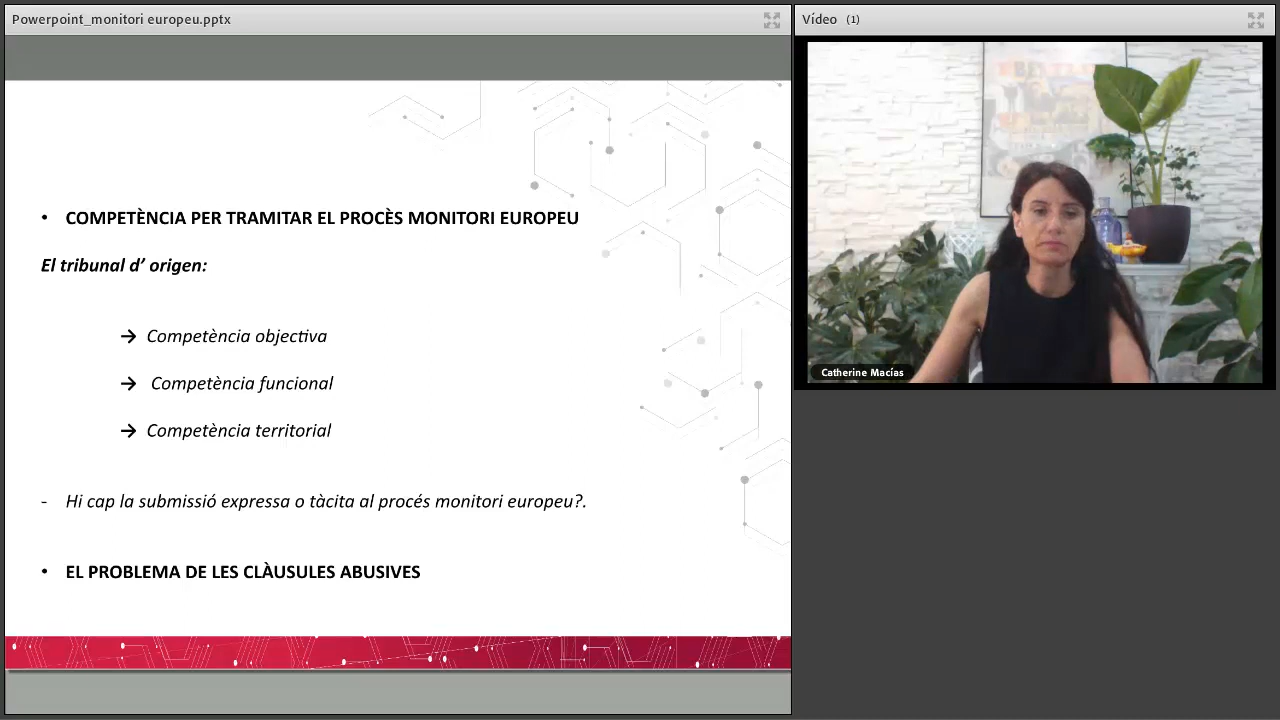 Powerpoint_monitori europeu.pptx
Vídeo (1)
• COMPETÈNCIA PER TRAMITAR EL PROCÈS MONITORI EUROPEU
El tribunal d’ origen:
→ Competència objectiva
→ Competència funcional
→ Competència territorial
- Hi cap la submissió expressa o tàcita al procés monitori europeu?.
• EL PROBLEMA DE LES CLÀUSULES ABUSIVES
Catherine Macías